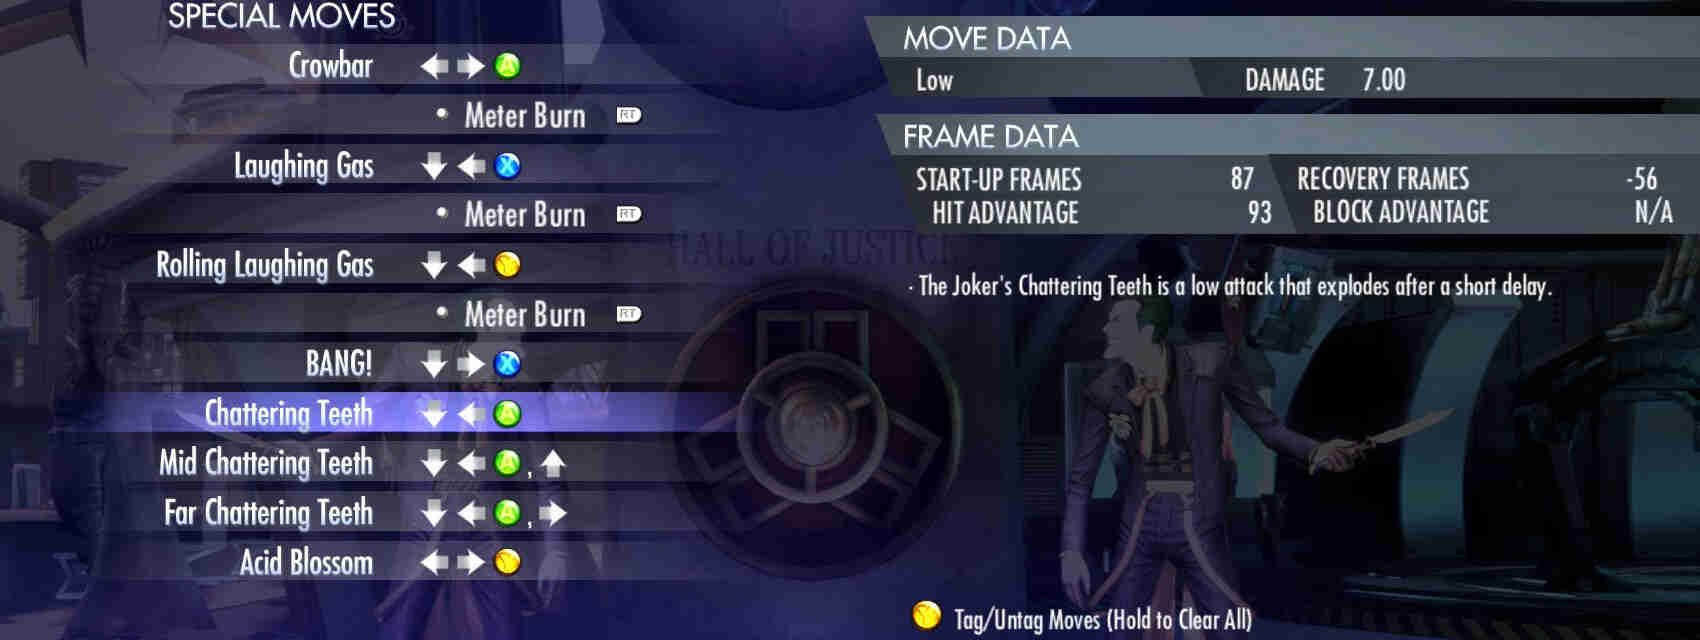 SPECIAL MOVES
Crowbar A
• Meter Burn RT
Laughing Gas X
• Meter Burn RT
Rolling Laughing Gas Y
• Meter Burn RT
BANG! X
Chattering Teeth A
Mid Chattering Teeth A ,
Far Chattering Teeth A ,
Acid Blossom Y
MOVE DATA
Low DAMAGE 7.00
FRAME DATA
START-UP FRAMES 87 RECOVERY FRAMES -56
HIT ADVANTAGE 93 BLOCK ADVANTAGE N/A
HALL OF JUSTICE
· The Joker's Chattering Teeth is a low attack that explodes after a short delay.
Y Tag/Untag Moves (Hold to Clear All)